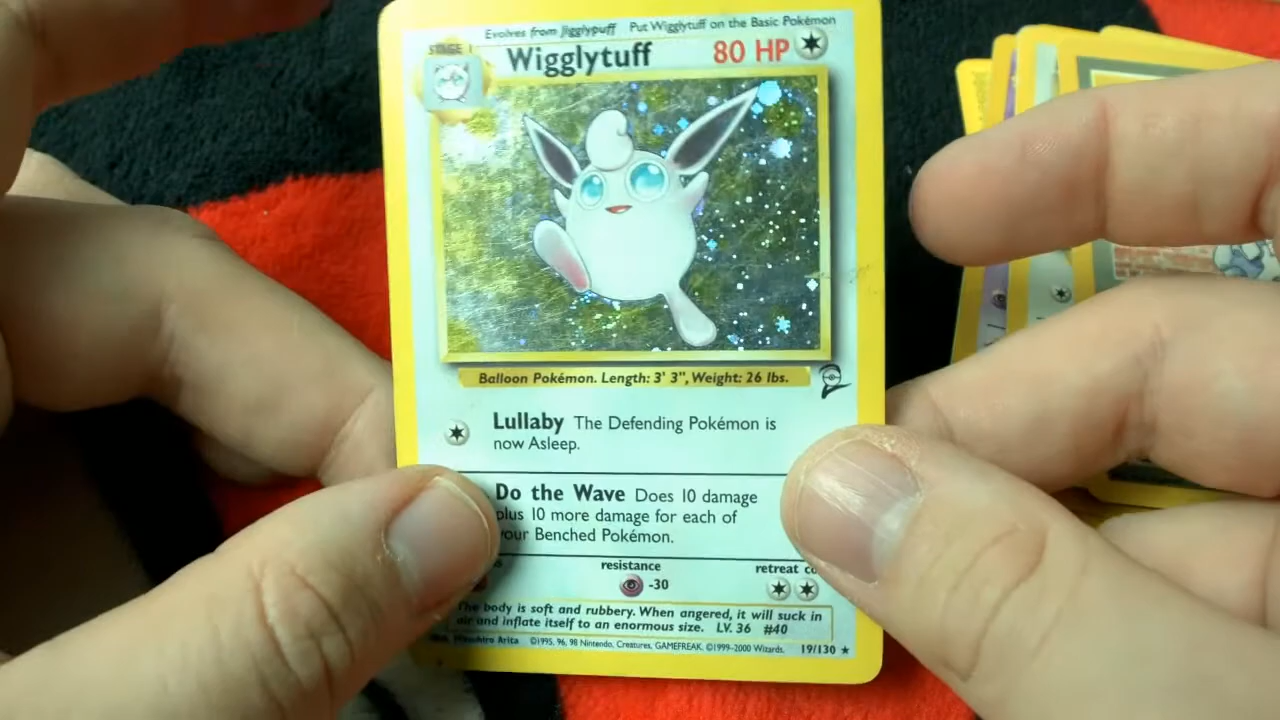 Evolves from Jigglypuff Put Wigglytuff on the Basic Pokémon
STAGE 1
Wigglytuff 80 HP
Balloon Pokémon. Length: 3' 3", Weight: 26 lbs.
Lullaby The Defending Pokémon is
now Asleep.
Do the Wave Does 10 damage
plus 10 more damage for each of
your Benched Pokémon.
resistance retreat
-30
The body is soft and rubbery. When angered, it will suck in
air and inflate itself to an enormous size. LV. 36 #40
Arita ©1995, 96, 98 Nintendo, Creatures, GAMEFREAK. ©1999-2000 Wizards. 19/130 ★